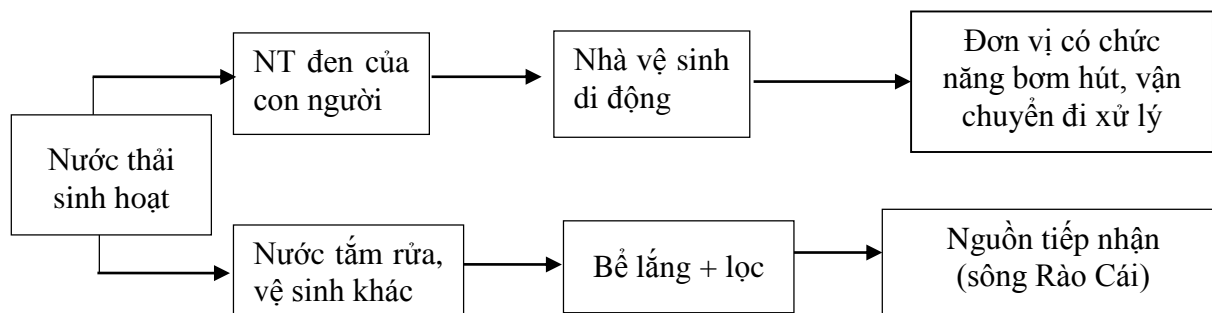 Nước thải
sinh hoạt
NT đen của
con người
Nhà vệ sinh
di động
Đơn vị có chức
năng bơm hút, vận
chuyển đi xử lý
Nước tắm rửa,
vệ sinh khác
Bể lắng + lọc
Nguồn tiếp nhận
(sông Rào Cái)